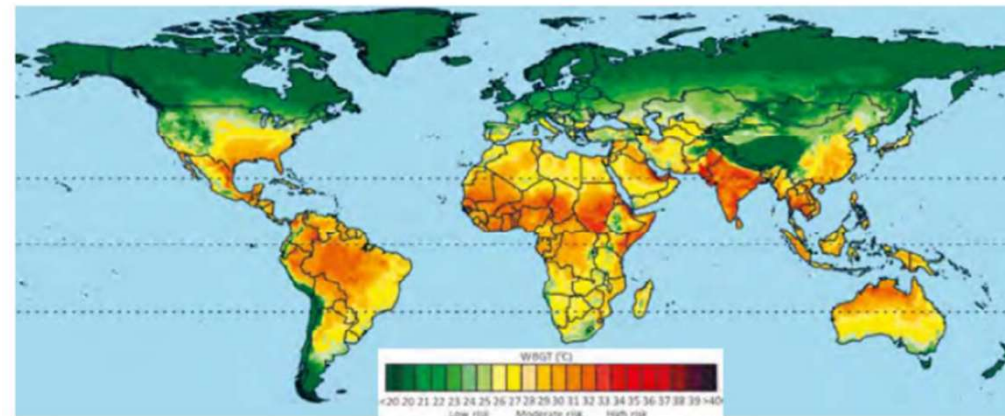 WBGT (°C)
<20 20 21 22 23 24 25 26 27 28 29 30 31 32 33 34 35 36 37 38 39 >40
Low risk Moderate risk High risk